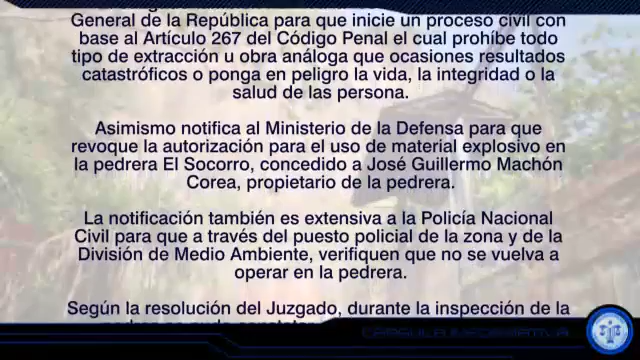 General de la República para que inicie un proceso civil con
base al Artículo 267 del Código Penal el cual prohíbe todo
tipo de extracción u obra análoga que ocasiones resultados
catastróficos o ponga en peligro la vida, la integridad o la
salud de las persona.
Asimismo notifica al Ministerio de la Defensa para que
revoque la autorización para el uso de material explosivo en
la pedrera El Socorro, concedido a José Guillermo Machón
Corea, propietario de la pedrera.
La notificación también es extensiva a la Policía Nacional
Civil para que a través del puesto policial de la zona y de la
División de Medio Ambiente, verifiquen que no se vuelva a
operar en la pedrera.
Según la resolución del Juzgado, durante la inspección de la